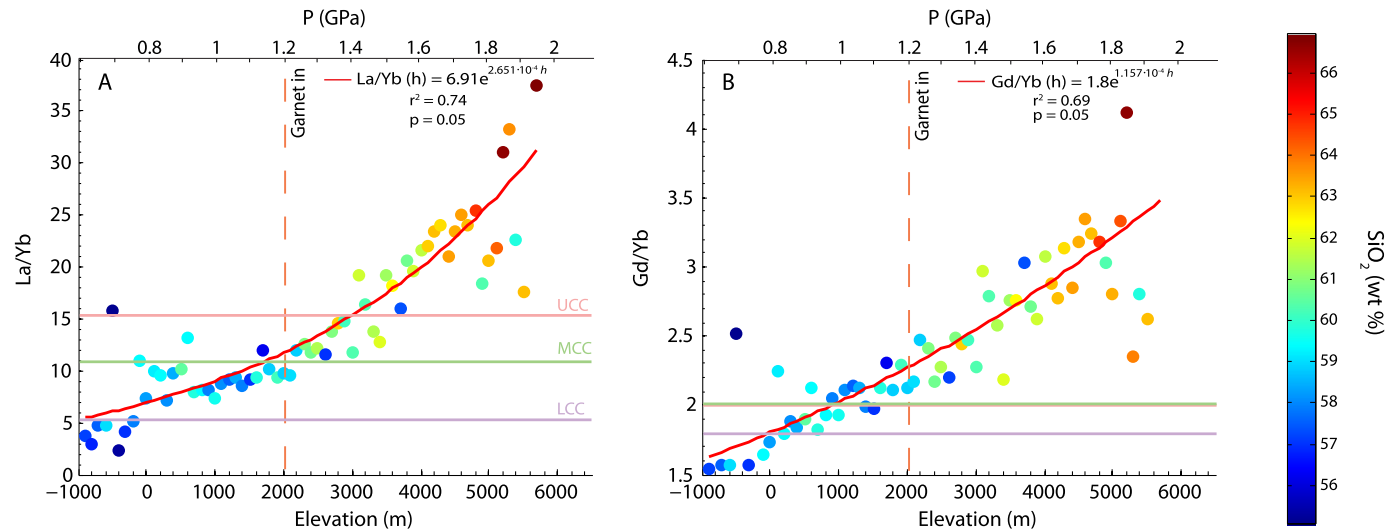 P (GPa)
0.8 1 1.2 1.4 1.6 1.8 2
40
35
30
25
20
15
10
5
0
La/Yb
A
La/Yb (h) = 6.91e^2.651·10^-4 h
r² = 0.74
p = 0.05
Garnet in
UCC
MCC
LCC
−1000 0 1000 2000 3000 4000 5000 6000
Elevation (m)
P (GPa)
0.8 1 1.2 1.4 1.6 1.8 2
4.5
4
3.5
3
2.5
2
1.5
Gd/Yb
B
Gd/Yb (h) = 1.8e^1.157·10^-4 h
r² = 0.69
p = 0.05
Garnet in
−1000 0 1000 2000 3000 4000 5000 6000
Elevation (m)
66
65
64
63
62
61
60
59
58
57
56
SiO₂ (wt %)